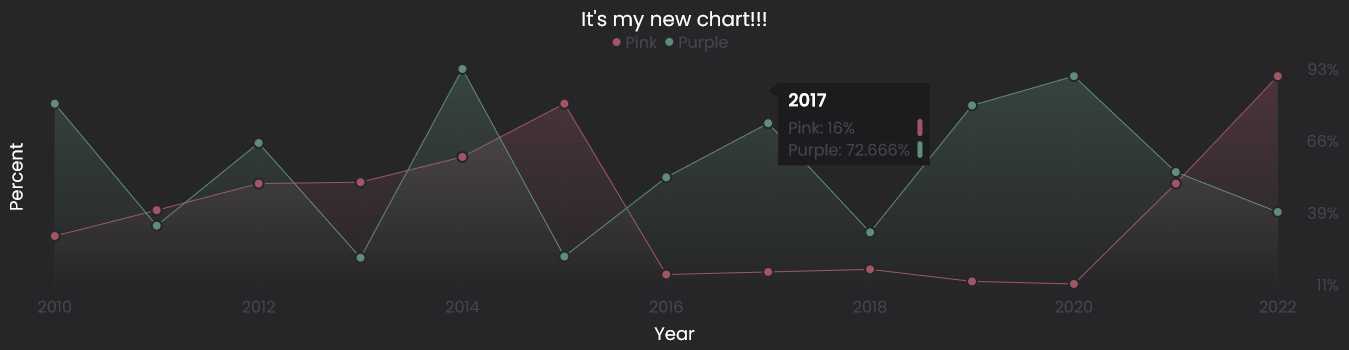 It's my new chart!!!
Pink Purple
93%
66%
39%
11%
Percent
2017
Pink: 16%
Purple: 72.666%
2010 2012 2014 2016 2018 2020 2022
Year